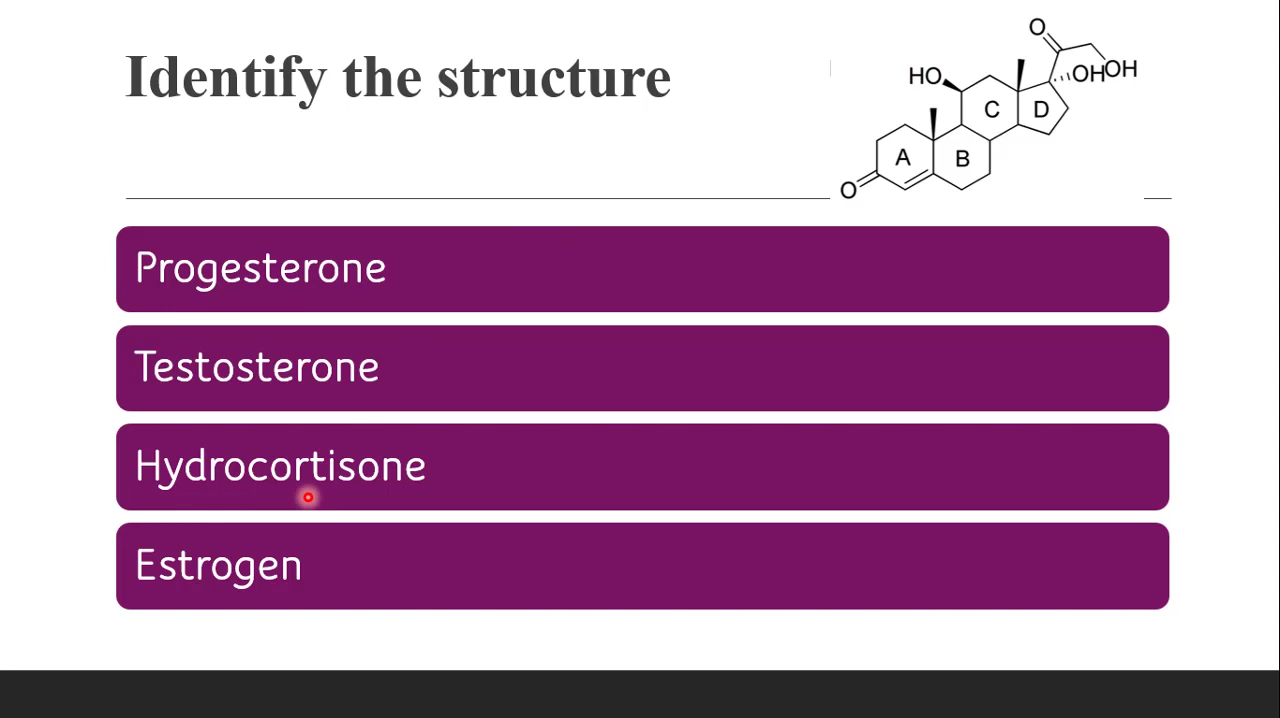 Identify the structure
O
HO
OH
OH
C
D
A
B
O
Progesterone
Testosterone
Hydrocortisone
Estrogen